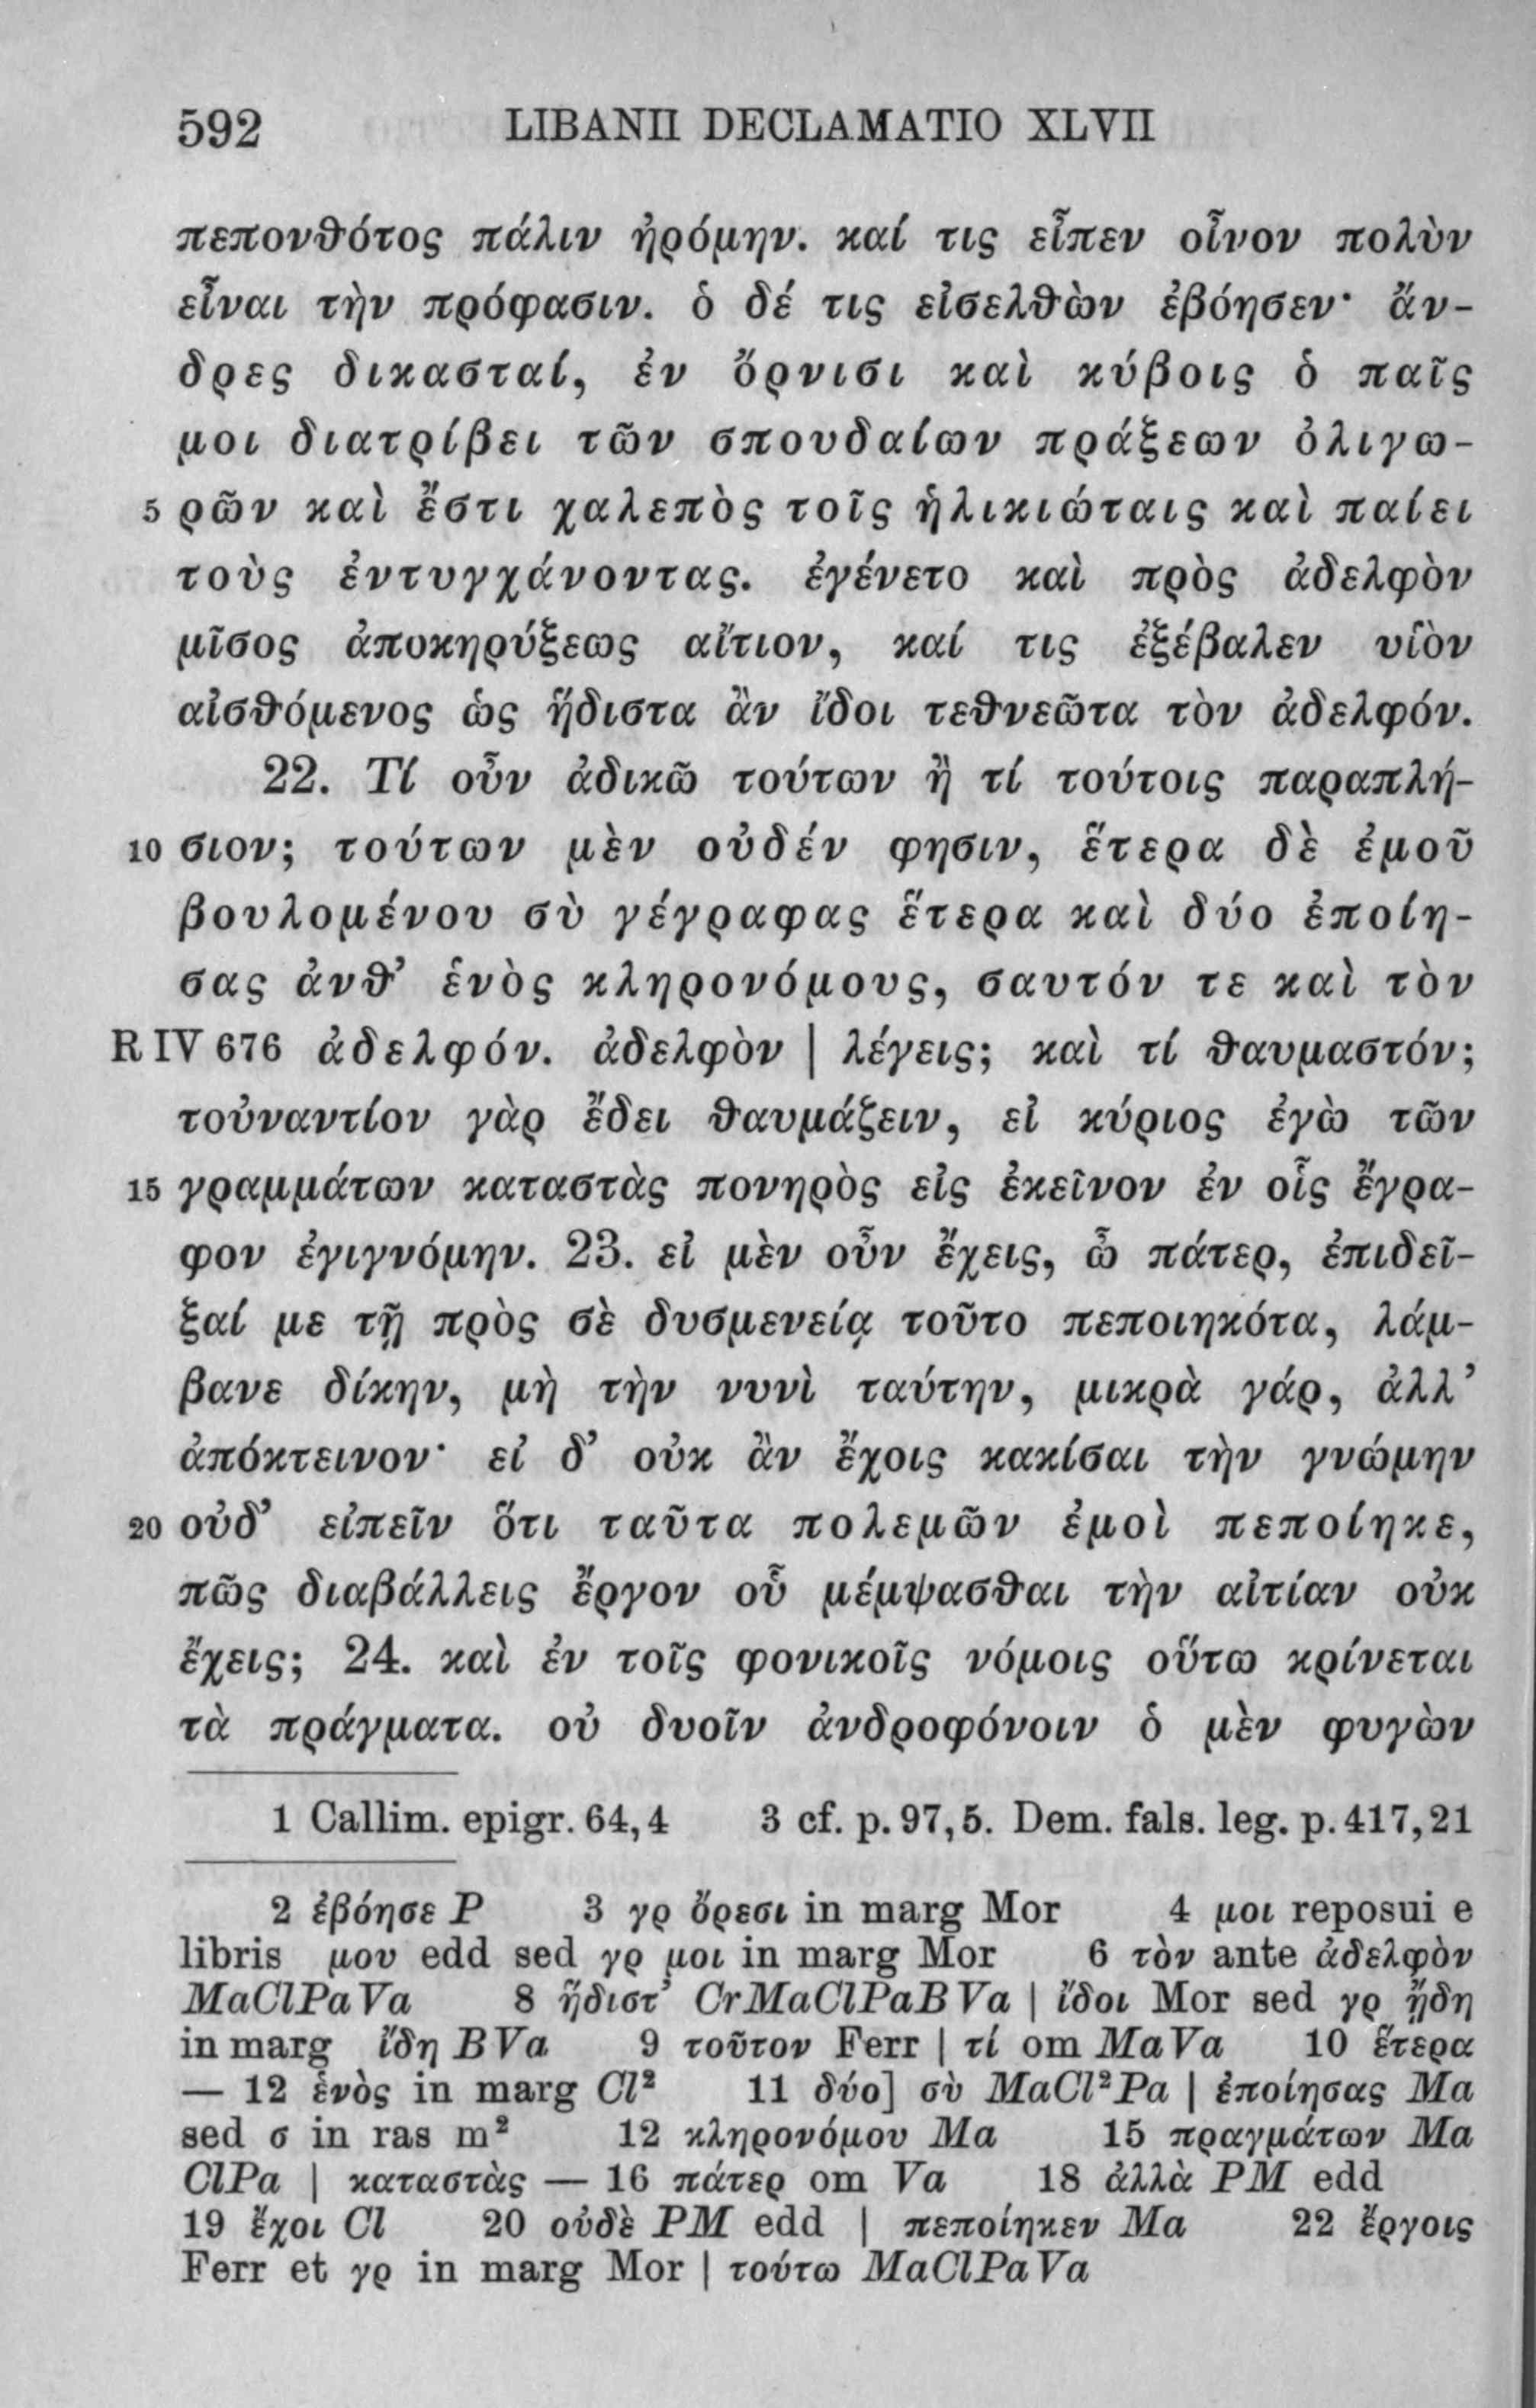 592 LIBANII DECLAMATIO XLVII
πεπονθότος πάλιν ἠρόμην. καί τις εἶπεν οἶνον πολὺν
εἶναι τὴν πρόφασιν. ὁ δέ τις εἰσελθὼν ἐβόησεν· ἄν-
δρες δικασταί, ἐν ὄρνισι καὶ κύβοις ὁ παῖς
μοι διατρίβει τῶν σπουδαίων πράξεων ὀλιγω-
5 ρῶν καὶ ἔστι χαλεπὸς τοῖς ἡλικιώταις καὶ παίει
τοὺς ἐντυγχάνοντας. ἐγένετο καὶ πρὸς ἀδελφὸν
μῖσος ἀποκηρύξεως αἴτιον, καί τις ἐξέβαλεν υἱὸν
αἰσθόμενος ὡς ἥδιστα ἂν ἴδοι τεθνεῶτα τὸν ἀδελφόν.
22. Τί οὖν ἀδικῶ τούτων ἢ τί τούτοις παραπλή-
10 σιον; τούτων μὲν οὐδέν φησιν, ἕτερα δὲ ἐμοῦ
βουλομένου σὺ γέγραφας ἕτερα καὶ δύο ἐποίη-
σας ἀνθ’ ἑνὸς κληρονόμους, σαυτόν τε καὶ τὸν
R IV 676 ἀδελφόν. ἀδελφὸν | λέγεις; καὶ τί θαυμαστόν;
τοὐναντίον γὰρ ἔδει θαυμάζειν, εἰ κύριος ἐγὼ τῶν
15 γραμμάτων καταστὰς πονηρὸς εἰς ἐκεῖνον ἐν οἷς ἔγρα-
φον ἐγιγνόμην. 23. εἰ μὲν οὖν ἔχεις, ὦ πάτερ, ἐπιδεῖ-
ξαί με τῇ πρὸς σὲ δυσμενείᾳ τοῦτο πεποιηκότα, λάμ-
βανε δίκην, μὴ τὴν νυνὶ ταύτην, μικρὰ γάρ, ἀλλ’
ἀπόκτεινον· εἰ δ’ οὐκ ἂν ἔχοις κακίσαι τὴν γνώμην
20 οὐδ’ εἰπεῖν ὅτι ταῦτα πολεμῶν ἐμοὶ πεποίηκε,
πῶς διαβάλλεις ἔργον οὗ μέμψασθαι τὴν αἰτίαν οὐκ
ἔχεις; 24. καὶ ἐν τοῖς φονικοῖς νόμοις οὕτω κρίνεται
τὰ πράγματα. οὐ δυοῖν ἀνδροφόνοιν ὁ μὲν φυγὼν
1 Callim. epigr. 64,4 3 cf. p. 97,5. Dem. fals. leg. p. 417,21
2 ἐβόησε P 3 γρ ὄρεσι in marg Mor 4 μοι reposui e
libris μου edd sed γρ μοι in marg Mor 6 τὸν ante ἀδελφὸν
MaClPaVa 8 ἥδιστ’ CrMaClPaBVa | ἴδοι Mor sed γρ ᾔδη
in marg ἴδη BVa 9 τοῦτον Ferr | τί om MaVa 10 ἕτερα
— 12 ἑνὸς in marg Cl² 11 δύο] σὺ MaCl²Pa | ἐποίησας Ma
sed σ in ras m² 12 κληρονόμου Ma 15 πραγμάτων Ma
ClPa | καταστὰς — 16 πάτερ om Va 18 ἀλλὰ PM edd
19 ἔχοι Cl 20 οὐδὲ PM edd | πεποίηκεν Ma 22 ἔργοις
Ferr et γρ in marg Mor | τούτω MaClPaVa